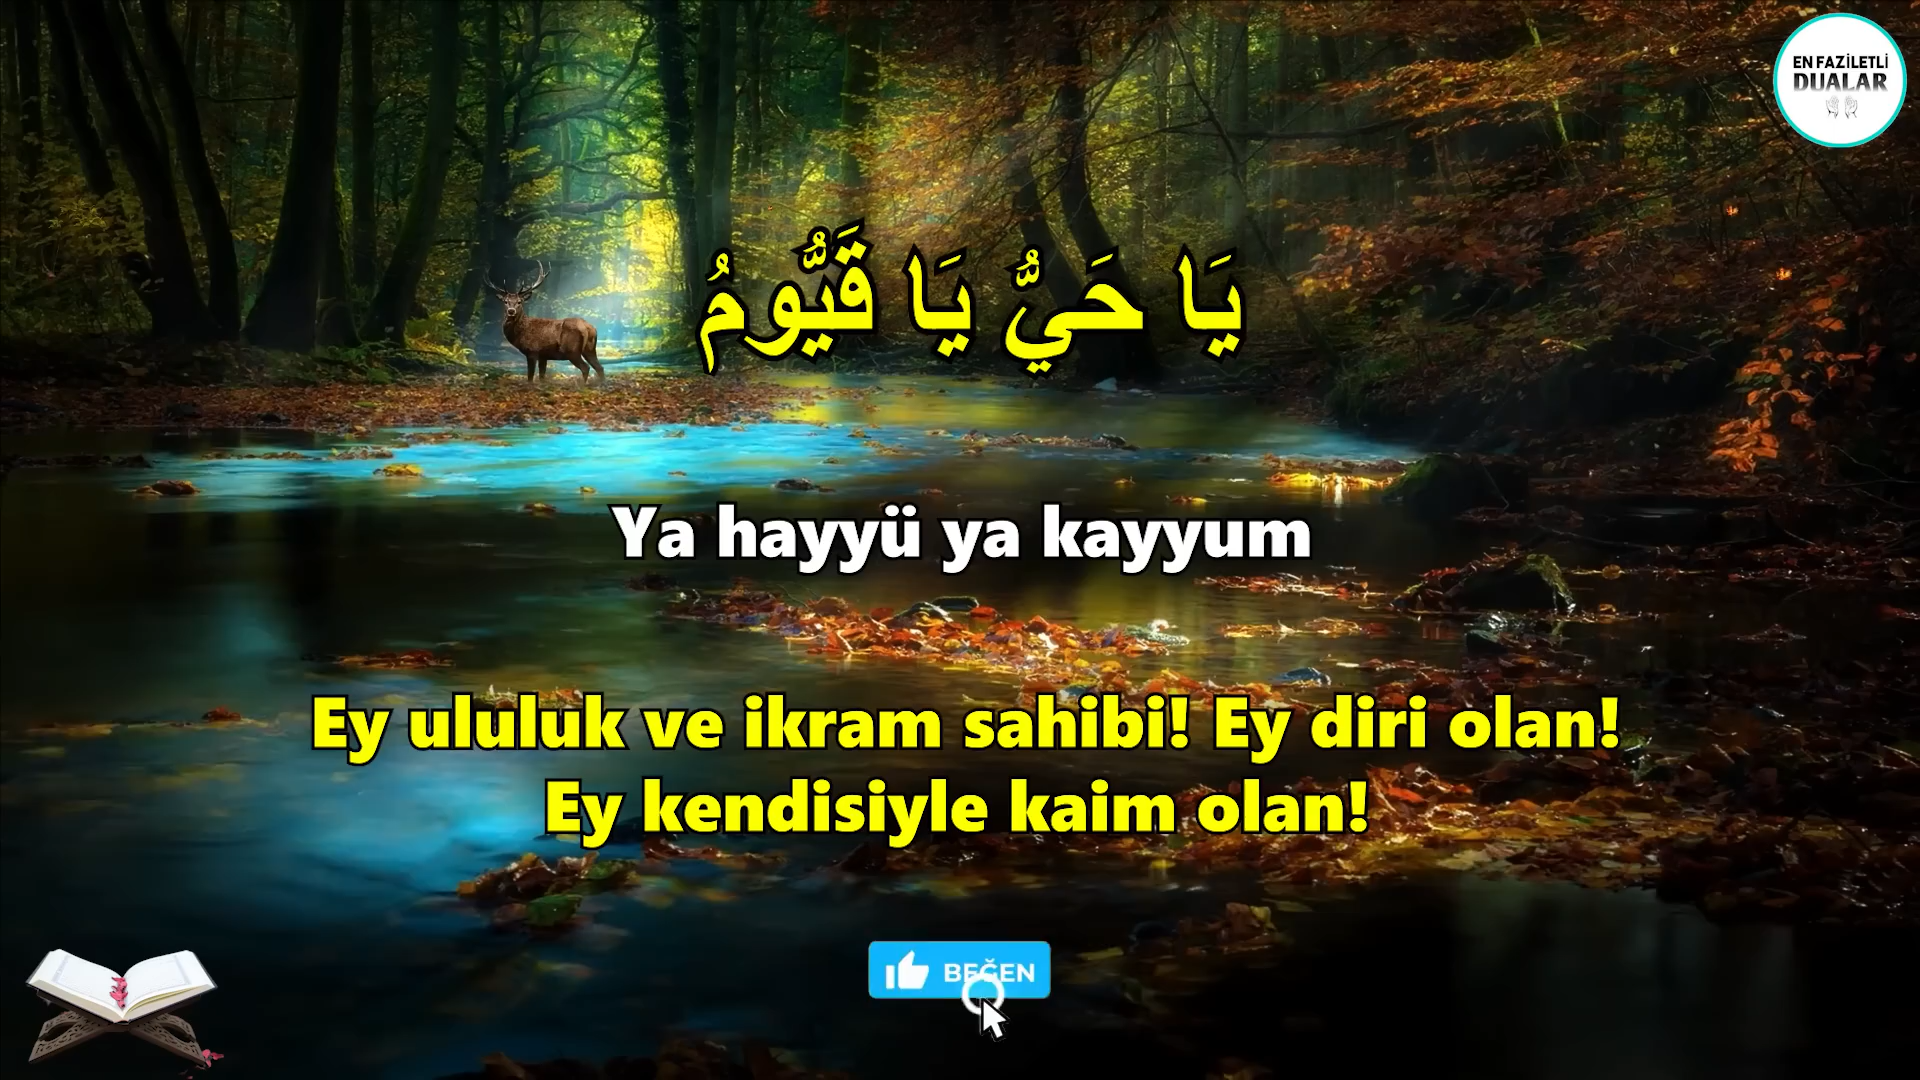 EN FAZİLETLİ
DUALAR
يَا حَيُّ يَا قَيُّومُ
Ya hayyü ya kayyum
Ey ululuk ve ikram sahibi! Ey diri olan!
Ey kendisiyle kaim olan!
BEĞEN